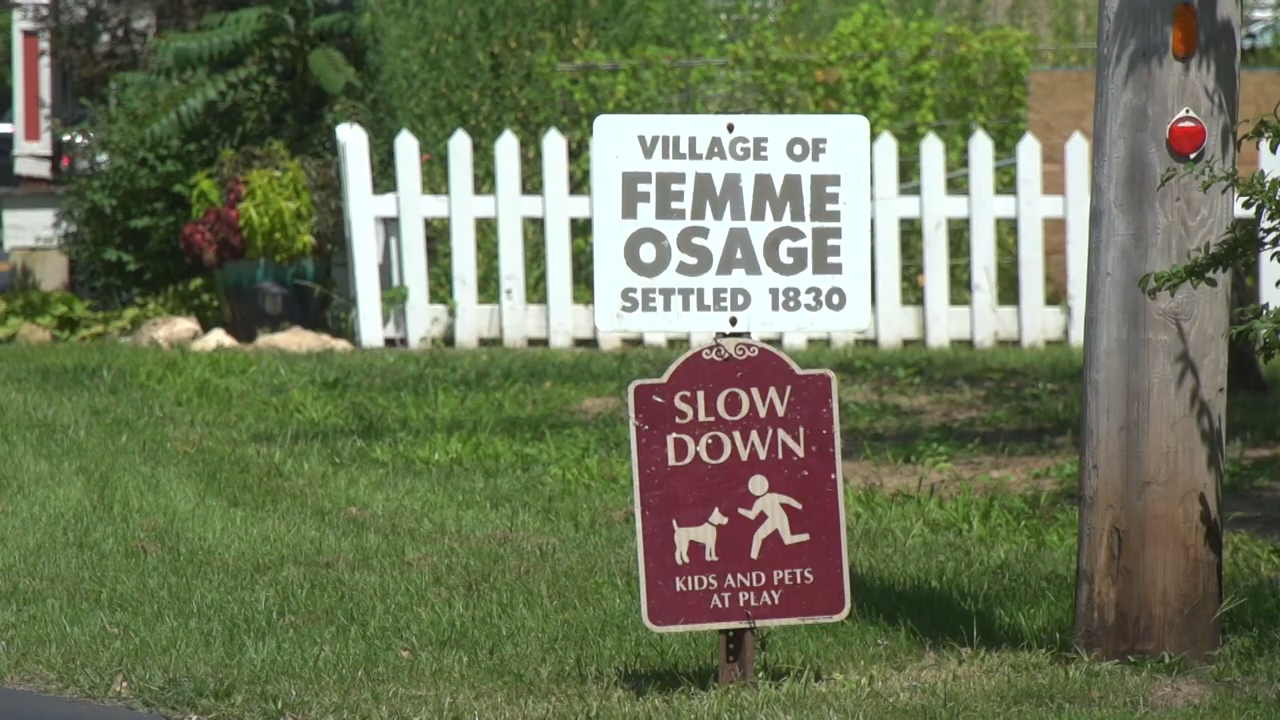 VILLAGE OF
FEMME
OSAGE
SETTLED 1830
SLOW
DOWN
KIDS AND PETS
AT PLAY